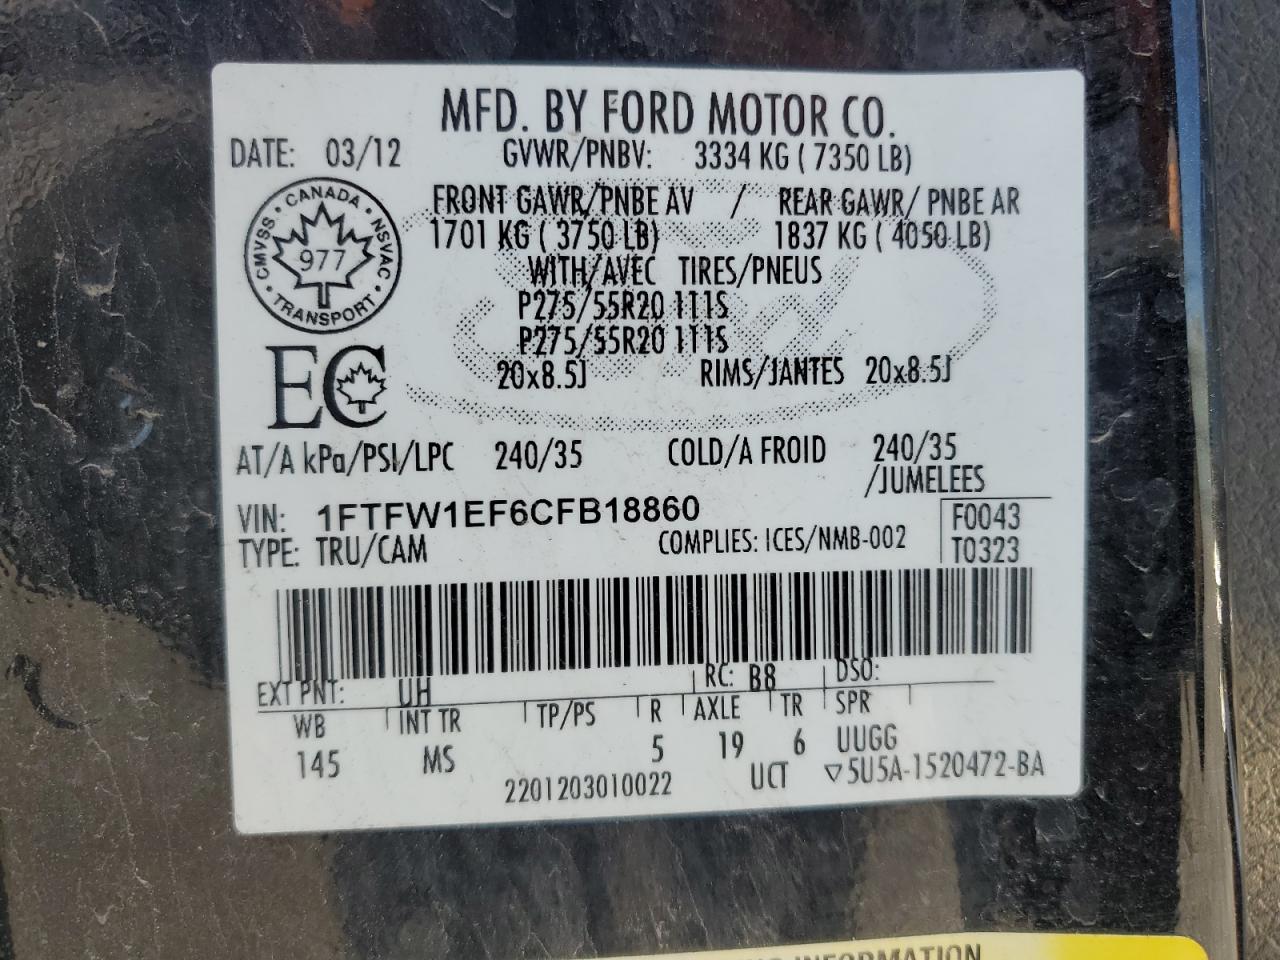 MFD. BY FORD MOTOR CO.
DATE: 03/12 GVWR/PNBV: 3334 KG ( 7350 LB)
FRONT GAWR/PNBE AV / REAR GAWR/ PNBE AR
1701 KG ( 3750 LB) 1837 KG ( 4050 LB)
WITH/AVEC TIRES/PNEUS
P275/55R20 111S
P275/55R20 111S
20x8.5J RIMS/JANTES 20x8.5J
CMVSS · CANADA · NSVAC · TRANSPORT ·
977
EC
AT/A kPa/PSI/LPC 240/35 COLD/A FROID 240/35
/JUMELEES
VIN: 1FTFW1EF6CFB18860 F0043
TYPE: TRU/CAM COMPLIES: ICES/NMB-002 T0323
EXT PNT: UH RC: B8 DSO:
WB INT TR TP/PS R AXLE TR SPR
145 MS 5 19 6 UUGG
2201203010022 UCT ▽5U5A-1520472-BA
INFORMATION